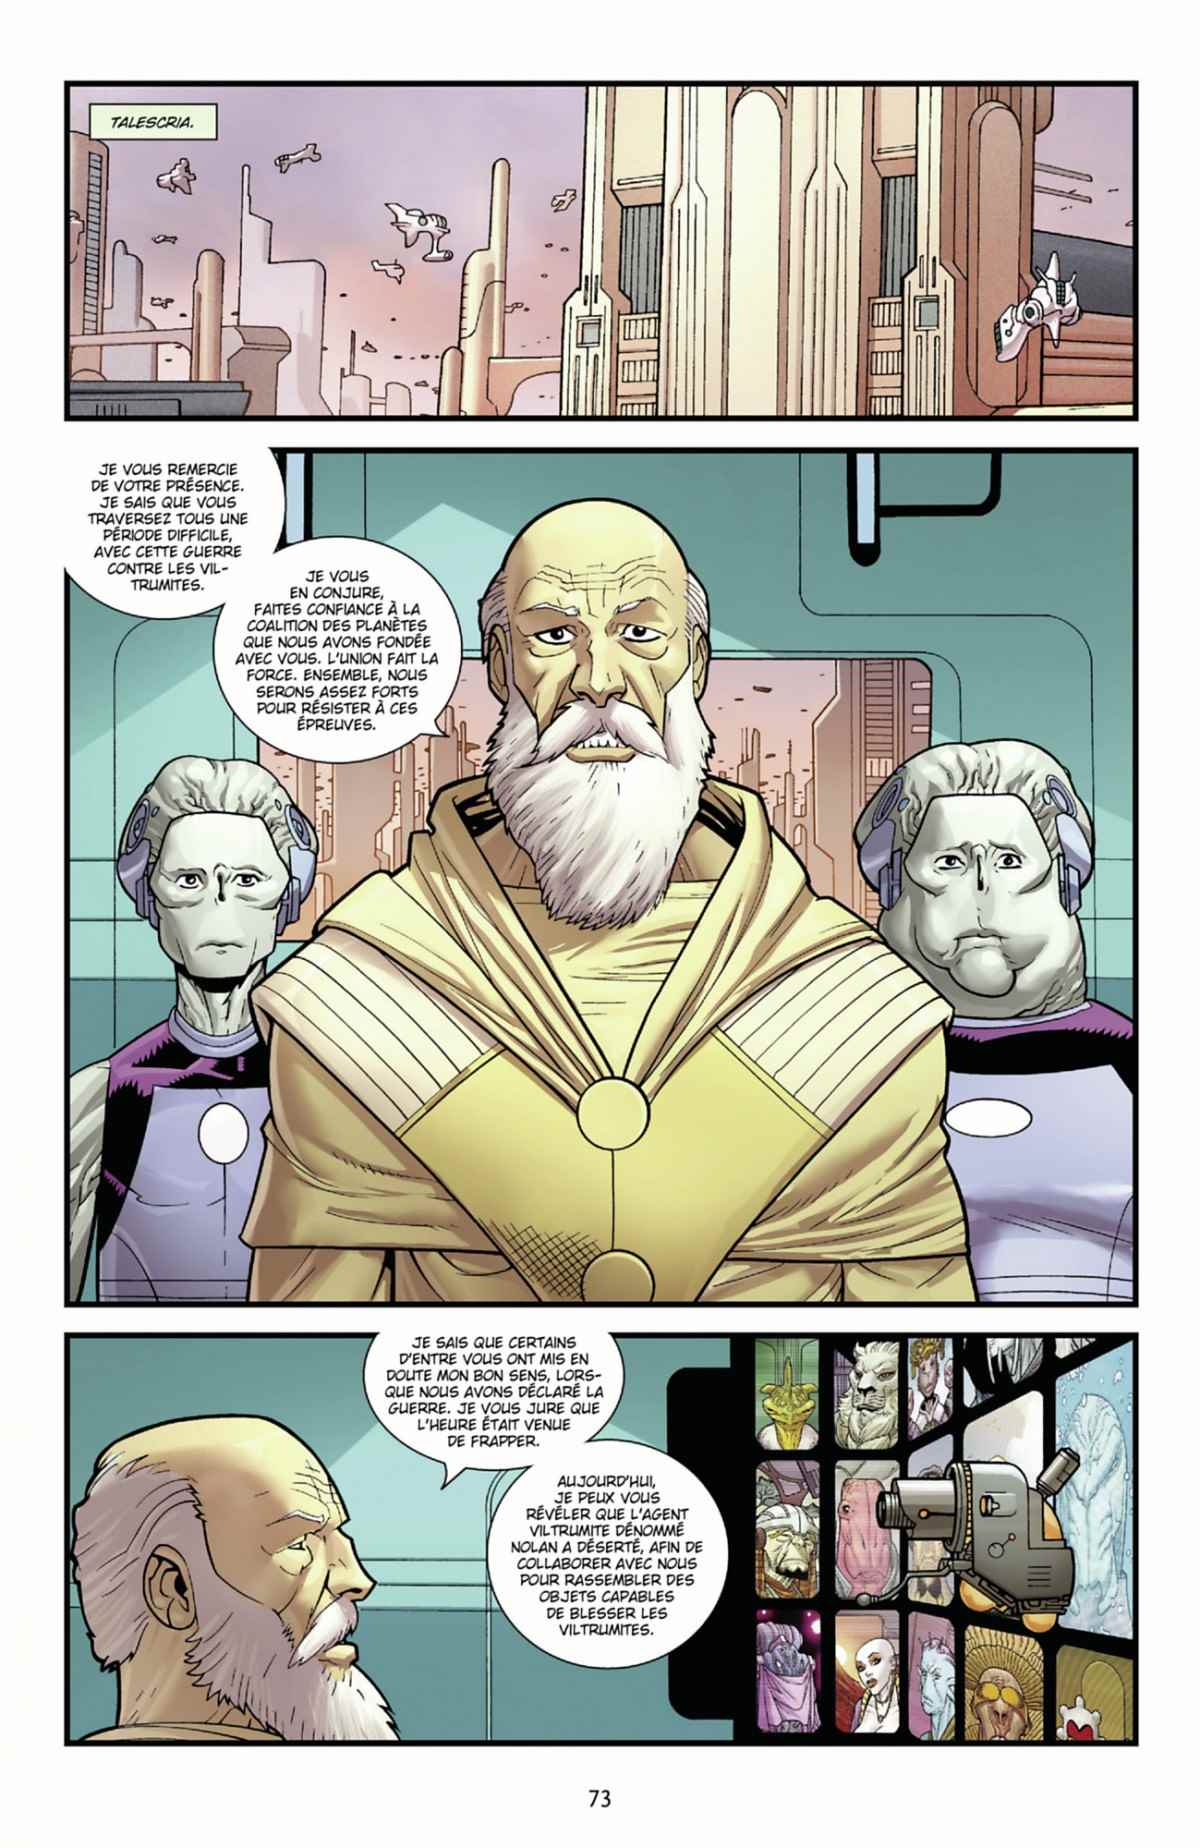 TALESCRIA.
JE VOUS REMERCIE
DE VOTRE PRÉSENCE.
JE SAIS QUE VOUS
TRAVERSEZ TOUS UNE
PÉRIODE DIFFICILE,
AVEC CETTE GUERRE
CONTRE LES VIL-
TRUMITES.
JE VOUS
EN CONJURE,
FAITES CONFIANCE À LA
COALITION DES PLANÈTES
QUE NOUS AVONS FONDÉE
AVEC VOUS. L'UNION FAIT LA
FORCE. ENSEMBLE, NOUS
SERONS ASSEZ FORTS
POUR RÉSISTER À CES
ÉPREUVES.
JE SAIS QUE CERTAINS
D'ENTRE VOUS ONT MIS EN
DOUTE MON BON SENS, LORS-
QUE NOUS AVONS DÉCLARÉ LA
GUERRE. JE VOUS JURE QUE
L'HEURE ÉTAIT VENUE
DE FRAPPER.
AUJOURD'HUI,
JE PEUX VOUS
RÉVÉLER QUE L'AGENT
VILTRUMITE DÉNOMMÉ
NOLAN A DÉSERTÉ, AFIN DE
COLLABORER AVEC NOUS
POUR RASSEMBLER DES
OBJETS CAPABLES
DE BLESSER LES
VILTRUMITES.
73